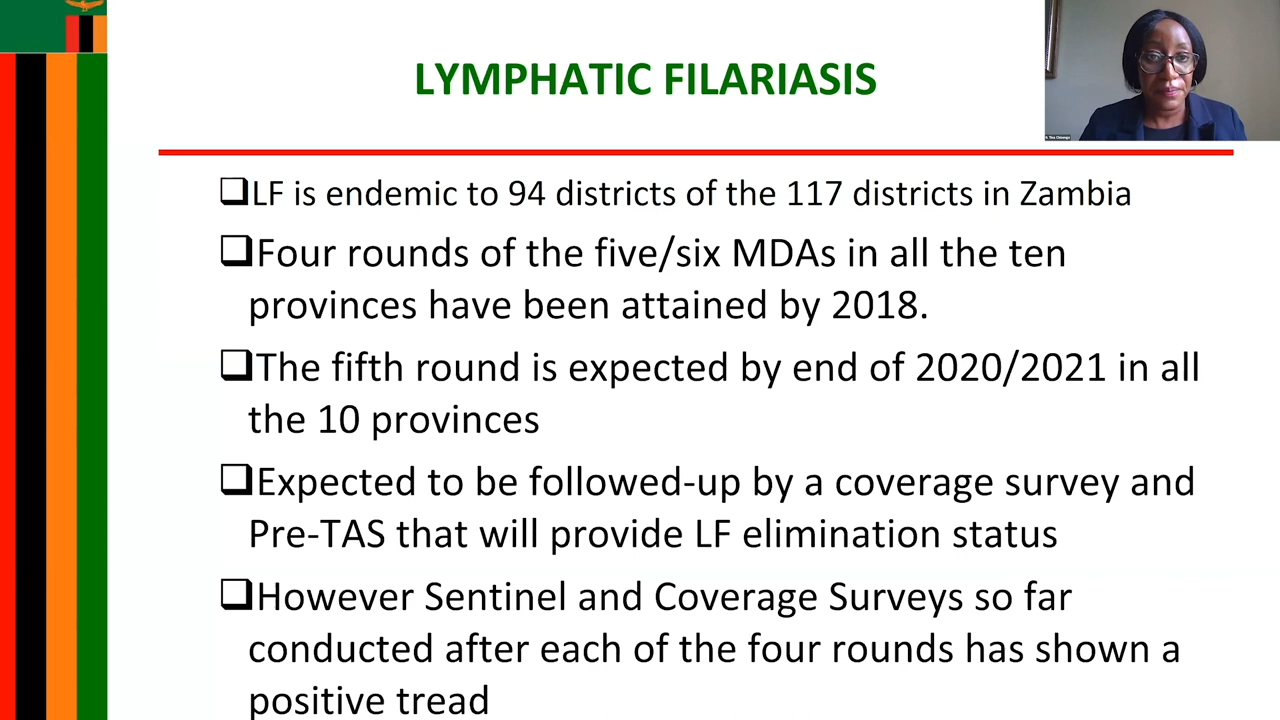 LYMPHATIC FILARIASIS
❑LF is endemic to 94 districts of the 117 districts in Zambia
❑Four rounds of the five/six MDAs in all the ten
provinces have been attained by 2018.
❑The fifth round is expected by end of 2020/2021 in all
the 10 provinces
❑Expected to be followed-up by a coverage survey and
Pre-TAS that will provide LF elimination status
❑However Sentinel and Coverage Surveys so far
conducted after each of the four rounds has shown a
positive tread